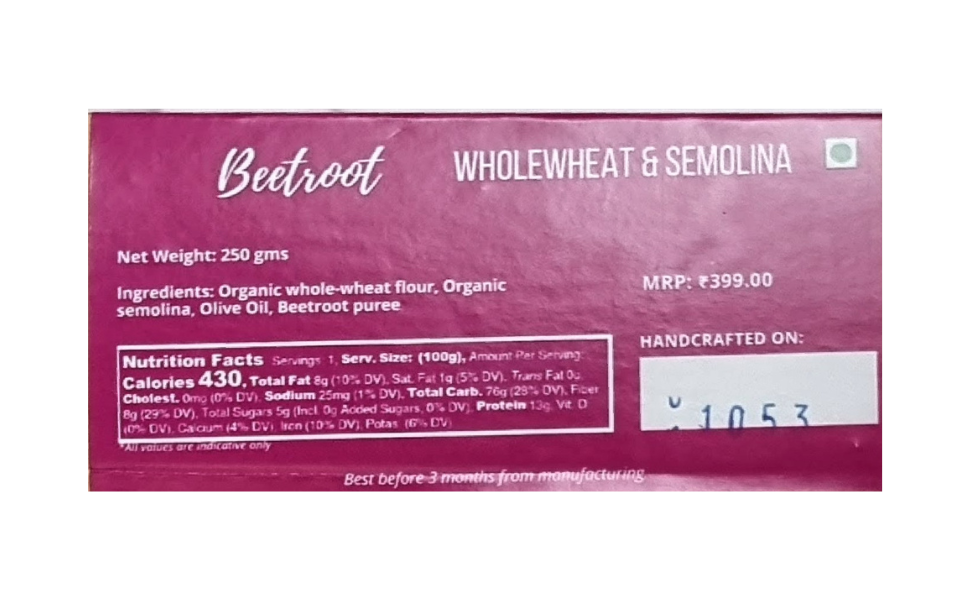 Beetroot WHOLEWHEAT & SEMOLINA
Net Weight: 250 gms
Ingredients: Organic whole-wheat flour, Organic
semolina, Olive Oil, Beetroot puree
MRP: ₹399.00
Nutrition Facts Servings: 1, Serv. Size: (100g), Amount Per Serving:
Calories 430, Total Fat 8g (10% DV), Sat. Fat 1g (5% DV), Trans Fat 0g,
Cholest. 0mg (0% DV), Sodium 25mg (1% DV), Total Carb. 76g (28% DV), Fiber
8g (29% DV), Total Sugars 5g (Incl. 0g Added Sugars, 0% DV), Protein 13g, Vit. D
(0% DV), Calcium (4% DV), Iron (10% DV), Potas. (6% DV)
*All values are indicative only
HANDCRAFTED ON:
1053
Best before 3 months from manufacturing